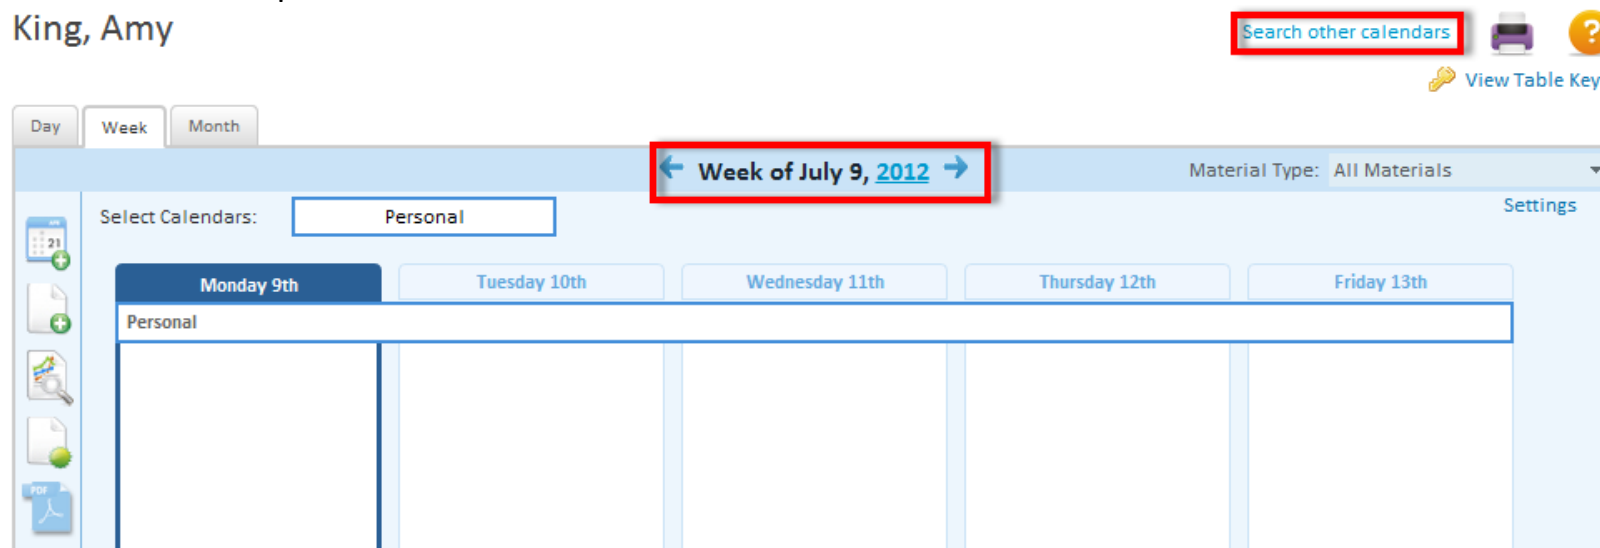 King, Amy
Search other calendars
?
View Table Key
Day Week Month
Week of July 9, 2012
Material Type: All Materials
Settings
Select Calendars: Personal
21
Monday 9th Tuesday 10th Wednesday 11th Thursday 12th Friday 13th
Personal
PDF